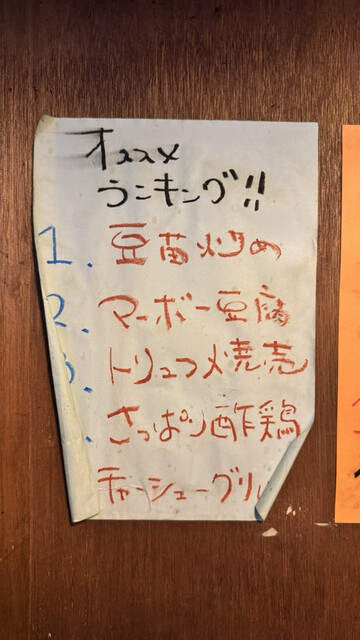 オススメ
ランキング!!
1. 豆苗炒め
2. マーボー豆腐
3. トリュフ焼売
. さっぱり酢鶏
チャーシューグリル